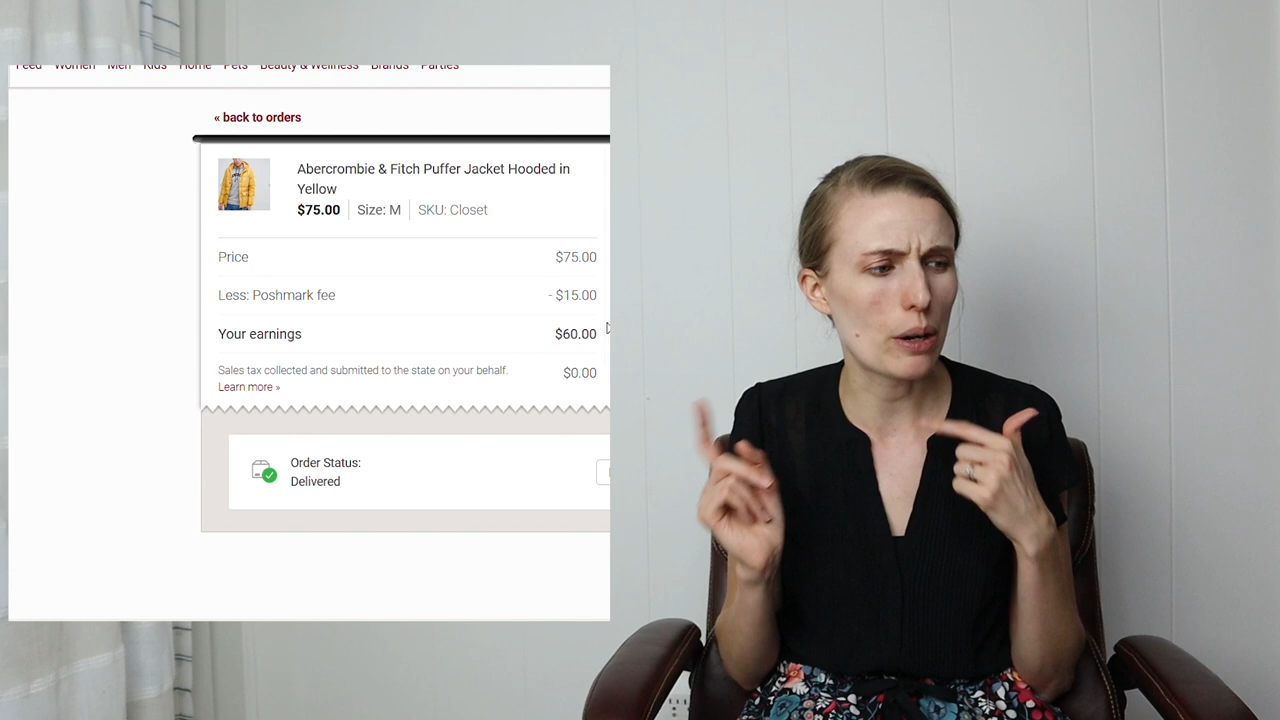 Feed Women Men Kids Home Pets Beauty & Wellness Brands Parties
« back to orders
Abercrombie & Fitch Puffer Jacket Hooded in
Yellow
$75.00 Size: M SKU: Closet
Price $75.00
Less: Poshmark fee - $15.00
Your earnings $60.00
Sales tax collected and submitted to the state on your behalf. $0.00
Learn more »
Order Status:
Delivered